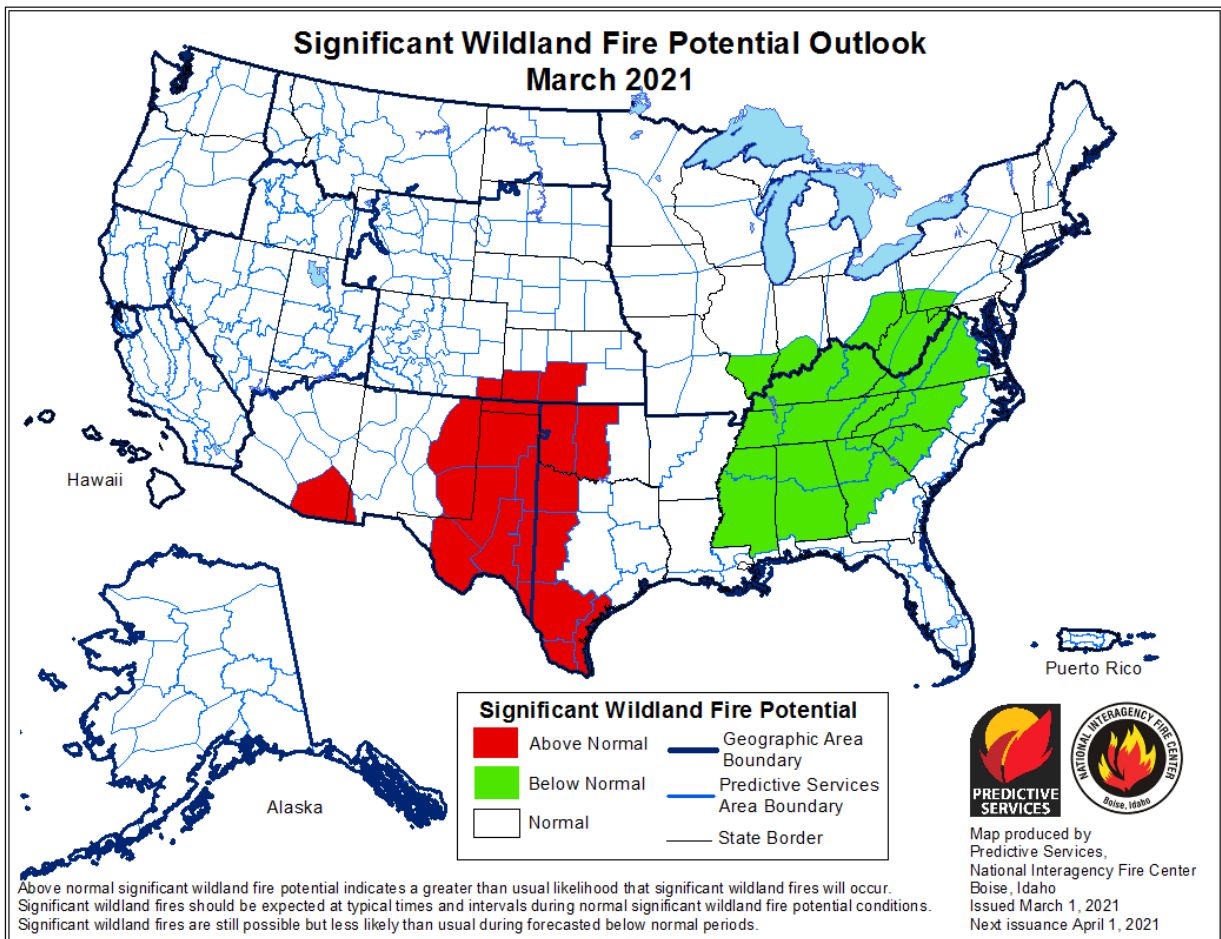 Significant Wildland Fire Potential Outlook
March 2021
Hawaii
Alaska
Puerto Rico
Significant Wildland Fire Potential
Above Normal
Below Normal
Normal
Geographic Area
Boundary
Predictive Services
Area Boundary
State Border
PREDICTIVE
SERVICES
NATIONAL INTERAGENCY FIRE CENTER
Boise, Idaho
Map produced by
Predictive Services,
National Interagency Fire Center
Boise, Idaho
Issued March 1, 2021
Next issuance April 1, 2021
Above normal significant wildland fire potential indicates a greater than usual likelihood that significant wildland fires will occur.
Significant wildland fires should be expected at typical times and intervals during normal significant wildland fire potential conditions.
Significant wildland fires are still possible but less likely than usual during forecasted below normal periods.